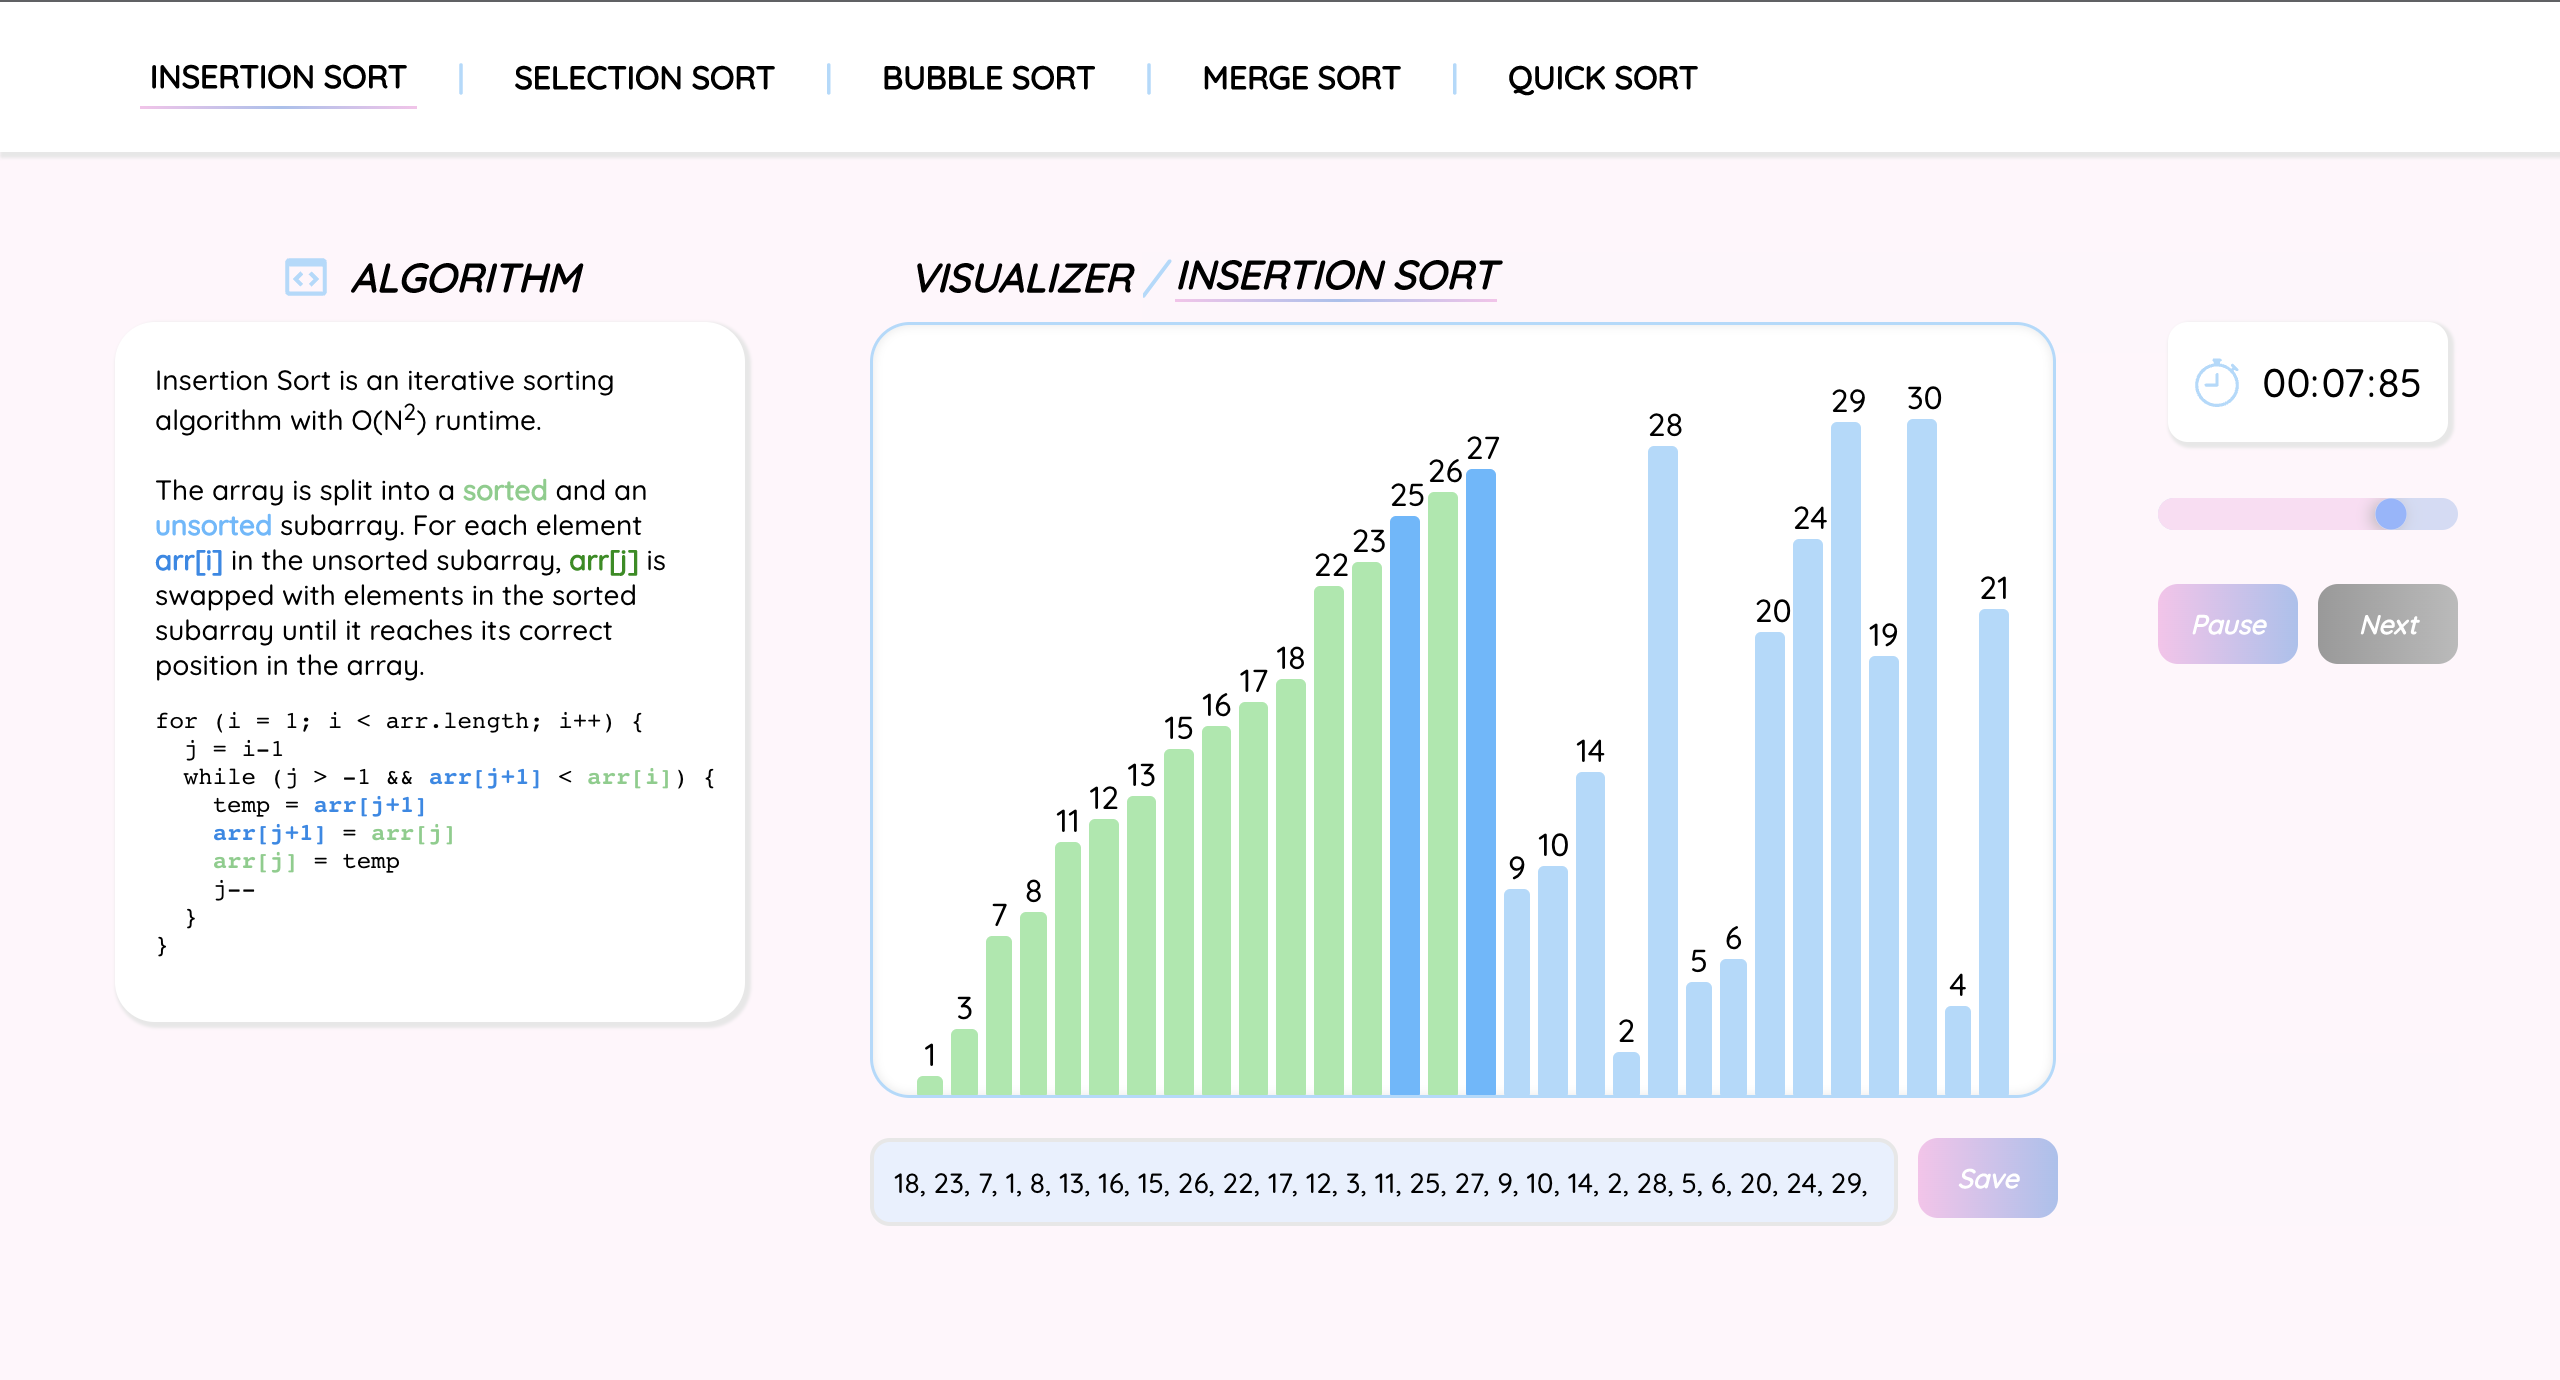 INSERTION SORT | SELECTION SORT | BUBBLE SORT | MERGE SORT | QUICK SORT
ALGORITHM
Insertion Sort is an iterative sorting
algorithm with O(N²) runtime.
The array is split into a sorted and an
unsorted subarray. For each element
arr[i] in the unsorted subarray, arr[j] is
swapped with elements in the sorted
subarray until it reaches its correct
position in the array.
for (i = 1; i < arr.length; i++) {
  j = i-1
  while (j > -1 && arr[j+1] < arr[i]) {
    temp = arr[j+1]
    arr[j+1] = arr[j]
    arr[j] = temp
    j--
  }
}
VISUALIZER / INSERTION SORT
1 3 7 8 11 12 13 15 16 17 18 22 23 25 26 27 9 10 14 2 28 5 6 20 24 29 19 30 4 21
18, 23, 7, 1, 8, 13, 16, 15, 26, 22, 17, 12, 3, 11, 25, 27, 9, 10, 14, 2, 28, 5, 6, 20, 24, 29,
Save
00:07:85
Pause
Next